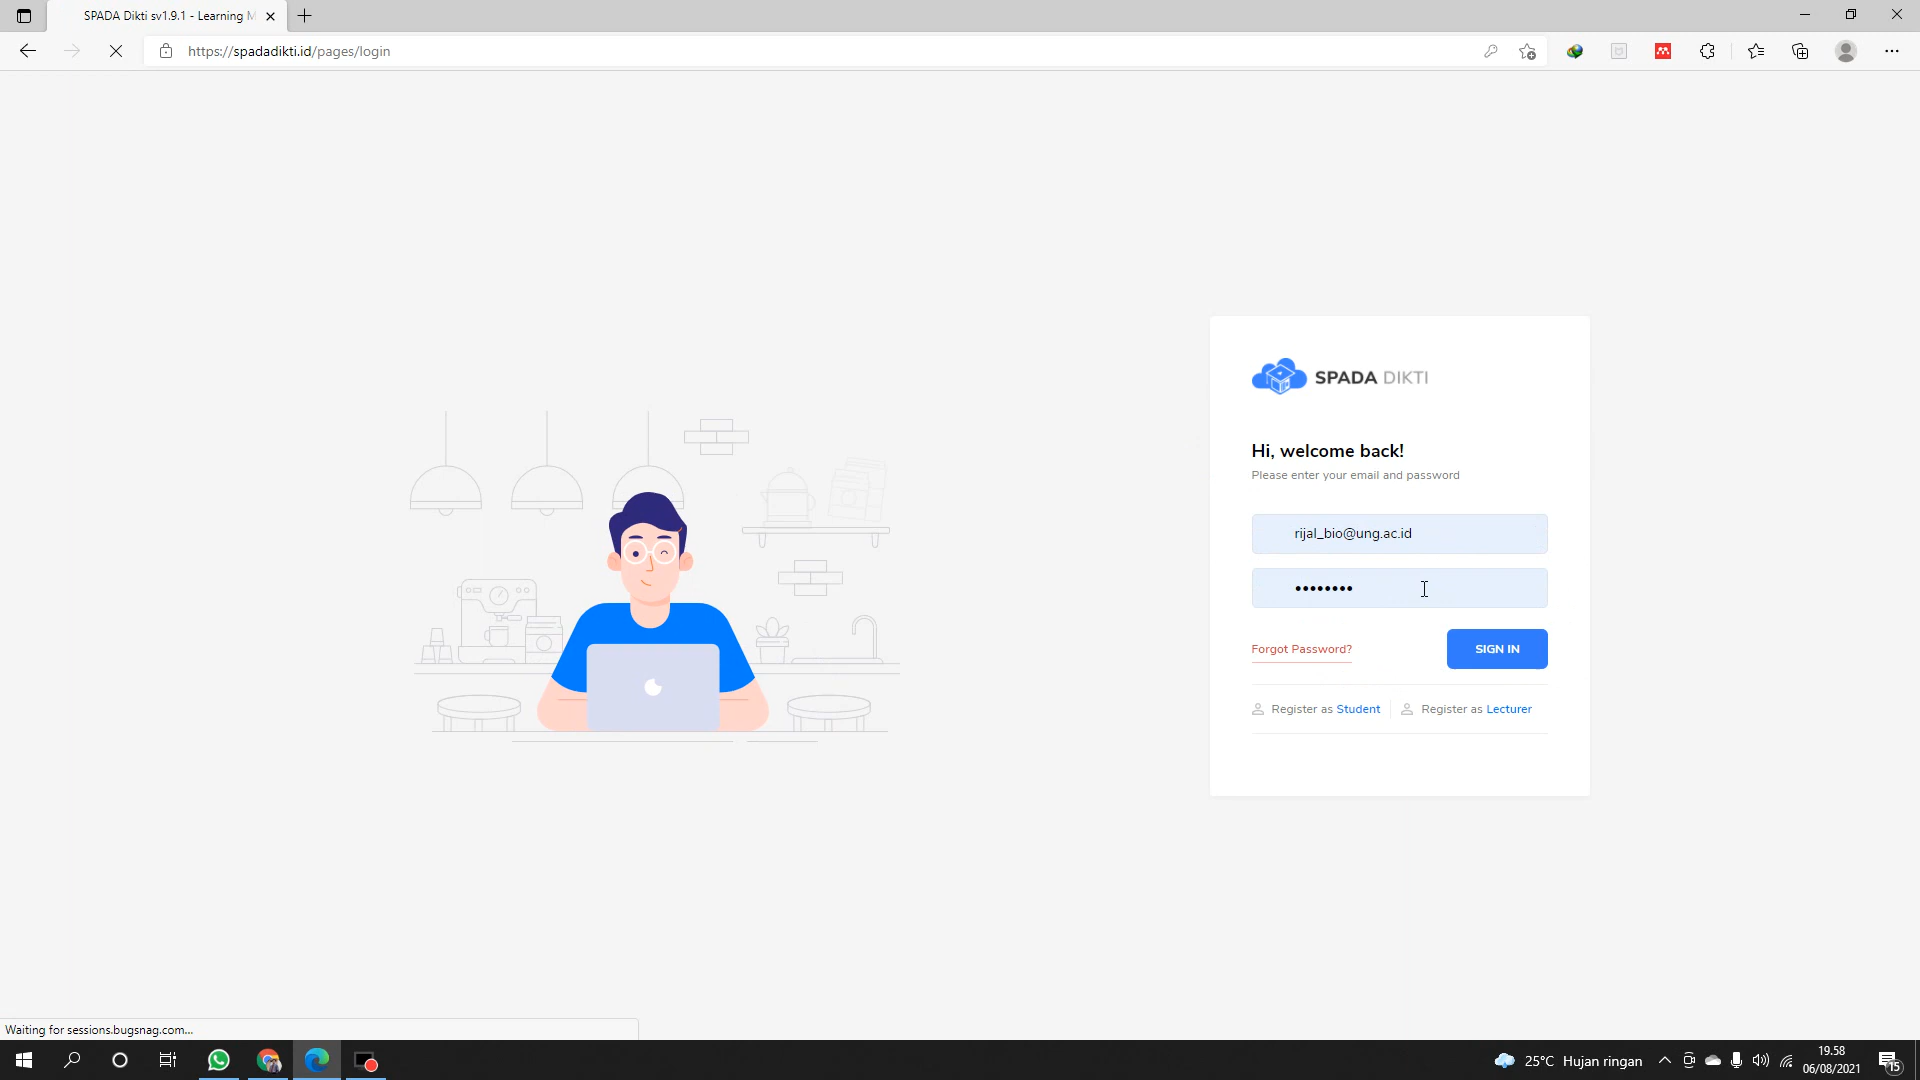 SPADA Dikti sv1.9.1 - Learning M
https://spadadikti.id/pages/login
SPADA DIKTI
Hi, welcome back!
Please enter your email and password
rijal_bio@ung.ac.id
••••••••
Forgot Password?
SIGN IN
Register as Student
Register as Lecturer
Waiting for sessions.bugsnag.com...
25°C Hujan ringan
19.58
06/08/2021
15